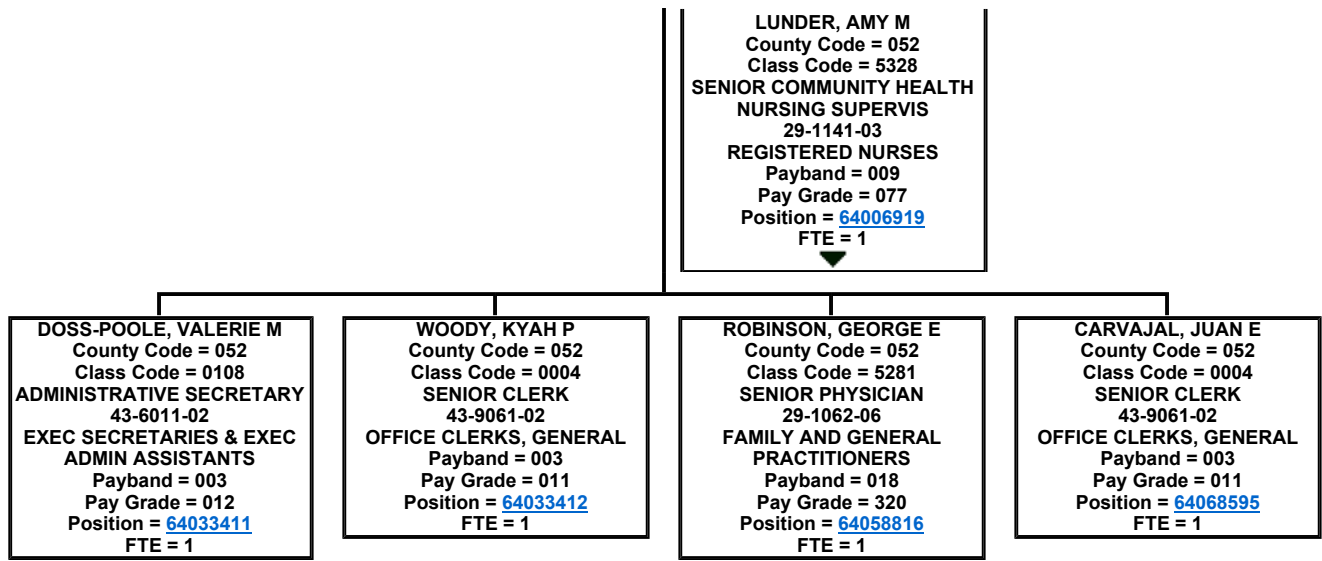 LUNDER, AMY M
County Code = 052
Class Code = 5328
SENIOR COMMUNITY HEALTH
NURSING SUPERVIS
29-1141-03
REGISTERED NURSES
Payband = 009
Pay Grade = 077
Position = 64006919
FTE = 1
DOSS-POOLE, VALERIE M
County Code = 052
Class Code = 0108
ADMINISTRATIVE SECRETARY
43-6011-02
EXEC SECRETARIES & EXEC
ADMIN ASSISTANTS
Payband = 003
Pay Grade = 012
Position = 64033411
FTE = 1
WOODY, KYAH P
County Code = 052
Class Code = 0004
SENIOR CLERK
43-9061-02
OFFICE CLERKS, GENERAL
Payband = 003
Pay Grade = 011
Position = 64033412
FTE = 1
ROBINSON, GEORGE E
County Code = 052
Class Code = 5281
SENIOR PHYSICIAN
29-1062-06
FAMILY AND GENERAL
PRACTITIONERS
Payband = 018
Pay Grade = 320
Position = 64058816
FTE = 1
CARVAJAL, JUAN E
County Code = 052
Class Code = 0004
SENIOR CLERK
43-9061-02
OFFICE CLERKS, GENERAL
Payband = 003
Pay Grade = 011
Position = 64068595
FTE = 1